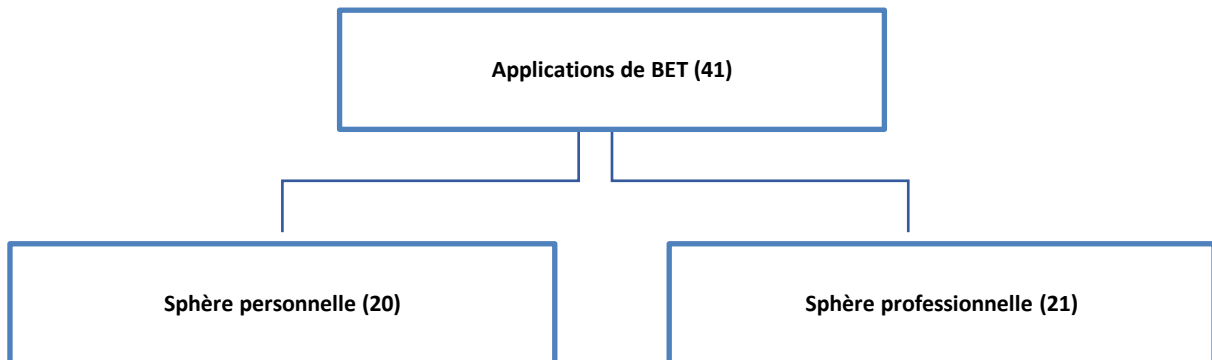 Applications de BET (41)
Sphère personnelle (20)
Sphère professionnelle (21)